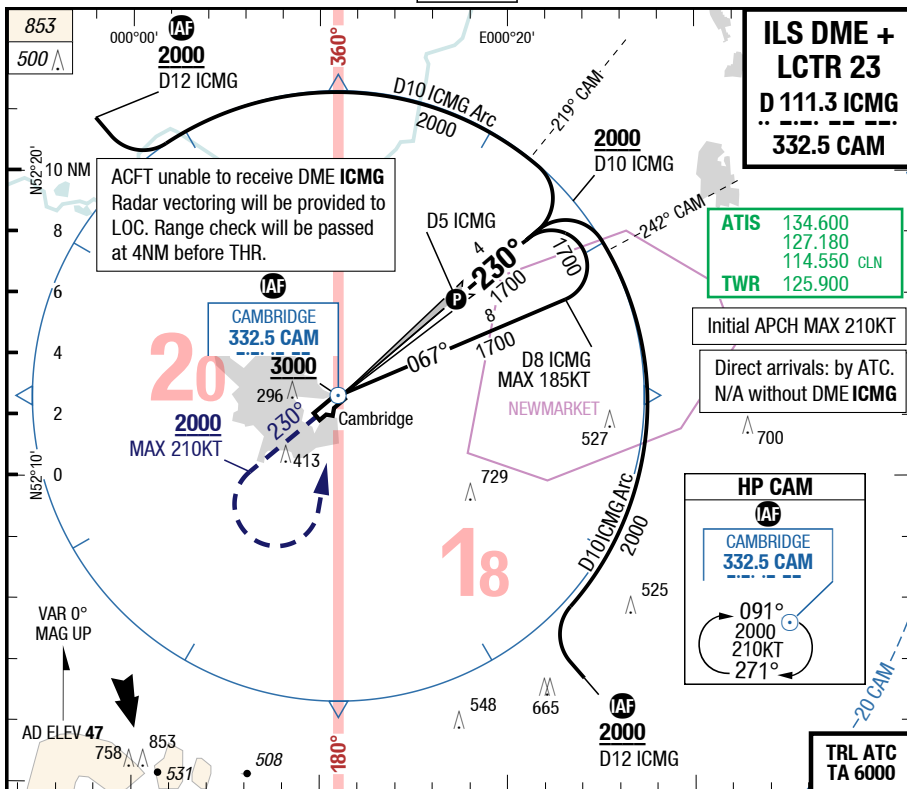 853
500
000°00'
IAF
2000
D12 ICMG
360°
E000°20'
D10 ICMG Arc
2000
-219° CAM
ILS DME +
LCTR 23
D 111.3 ICMG
332.5 CAM
N52°20'
10 NM
8
6
4
2
0
N52°10'
ACFT unable to receive DME ICMG
Radar vectoring will be provided to
LOC. Range check will be passed
at 4NM before THR.
2000
D10 ICMG
-242° CAM
D5 ICMG
4
-230°
1700
1700
P
8
067°
1700
D8 ICMG
MAX 185KT
ATIS 134.600
127.180
114.550 CLN
TWR 125.900
Initial APCH MAX 210KT
Direct arrivals: by ATC.
N/A without DME ICMG
IAF
CAMBRIDGE
332.5 CAM
20
3000
296
Cambridge
2000
MAX 210KT
230°
413
NEWMARKET
527
700
729
18
D10 ICMG Arc
2000
525
HP CAM
IAF
CAMBRIDGE
332.5 CAM
091°
2000
210KT
271°
-20 CAM
VAR 0°
MAG UP
AD ELEV 47
758
853
531
508
180°
548
665
IAF
2000
D12 ICMG
TRL ATC
TA 6000